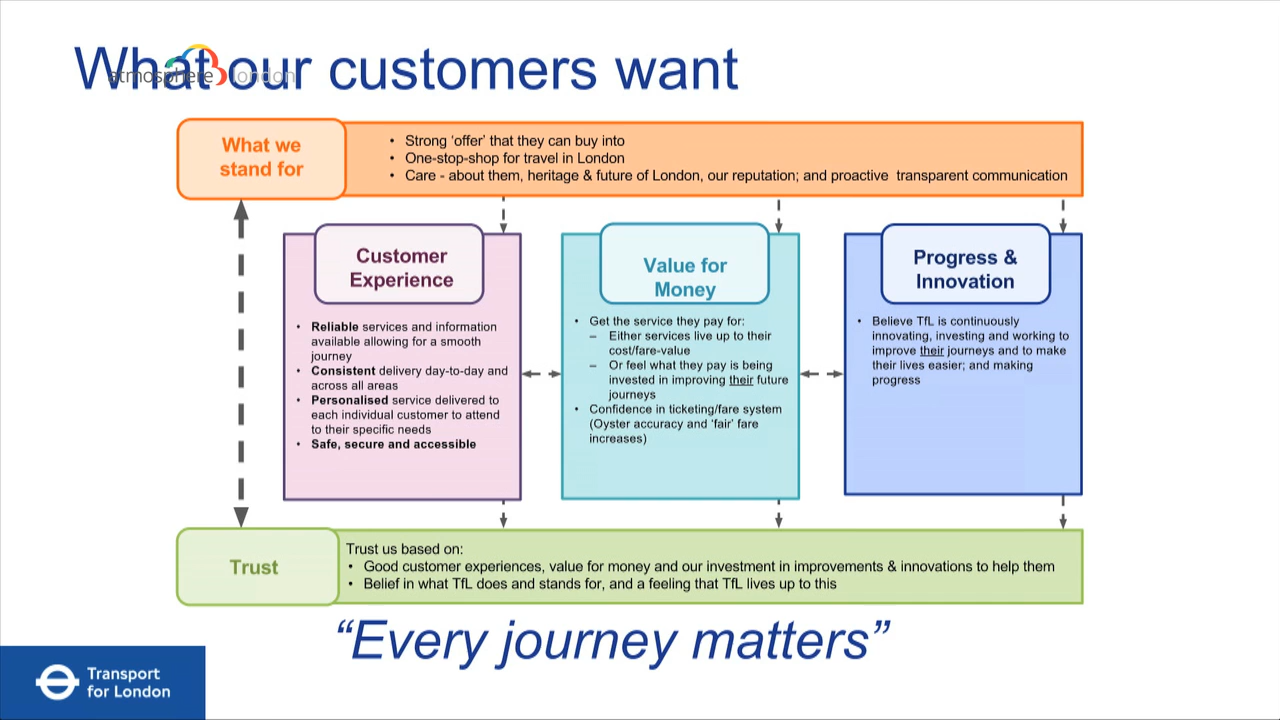 What our customers want
atmosphere london
What we
stand for
• Strong ‘offer’ that they can buy into
• One-stop-shop for travel in London
• Care - about them, heritage & future of London, our reputation; and proactive transparent communication
Customer
Experience
• Reliable services and information
available allowing for a smooth
journey
• Consistent delivery day-to-day and
across all areas
• Personalised service delivered to
each individual customer to attend
to their specific needs
• Safe, secure and accessible
Value for
Money
• Get the service they pay for:
– Either services live up to their
cost/fare-value
– Or feel what they pay is being
invested in improving their future
journeys
• Confidence in ticketing/fare system
(Oyster accuracy and ‘fair’ fare
increases)
Progress &
Innovation
• Believe TfL is continuously
innovating, investing and working to
improve their journeys and to make
their lives easier; and making
progress
Trust
Trust us based on:
• Good customer experiences, value for money and our investment in improvements & innovations to help them
• Belief in what TfL does and stands for, and a feeling that TfL lives up to this
“Every journey matters”
Transport
for London